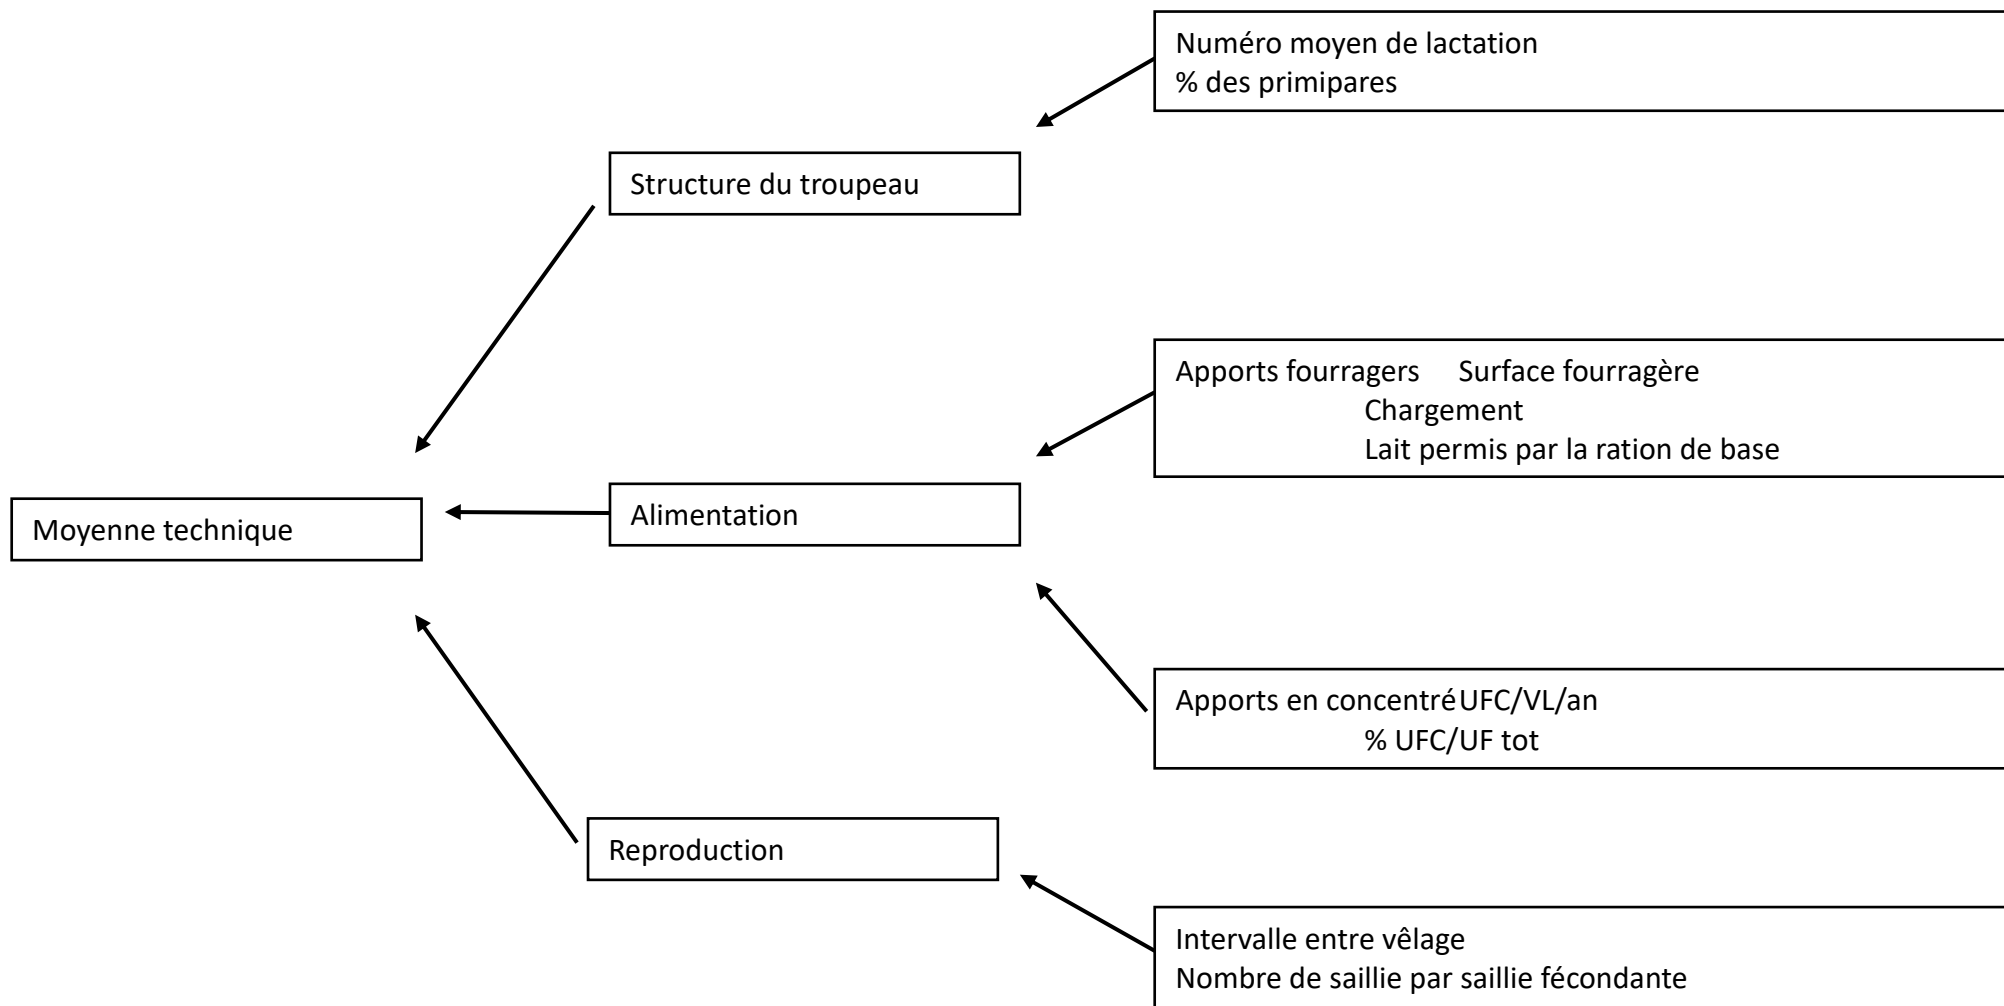 Numéro moyen de lactation
% des primipares
Structure du troupeau
Apports fourragers Surface fourragère
Chargement
Lait permis par la ration de base
Alimentation
Moyenne technique
Apports en concentré UFC/VL/an
% UFC/UF tot
Reproduction
Intervalle entre vêlage
Nombre de saillie par saillie fécondante